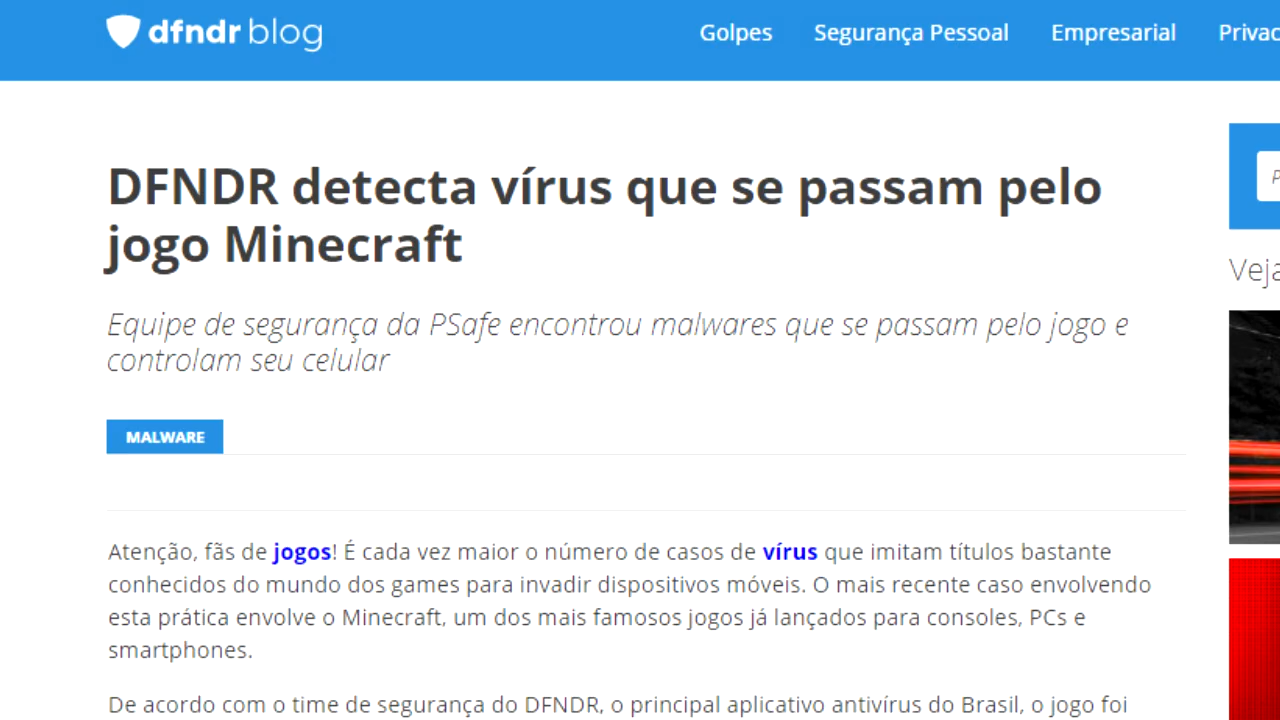 dfndr blog
Golpes Segurança Pessoal Empresarial
DFNDR detecta vírus que se passam pelo
jogo Minecraft
Equipe de segurança da PSafe encontrou malwares que se passam pelo jogo e
controlam seu celular
MALWARE
Atenção, fãs de jogos! É cada vez maior o número de casos de vírus que imitam títulos bastante
conhecidos do mundo dos games para invadir dispositivos móveis. O mais recente caso envolvendo
esta prática envolve o Minecraft, um dos mais famosos jogos já lançados para consoles, PCs e
smartphones.
De acordo com o time de segurança do DFNDR, o principal aplicativo antivírus do Brasil, o jogo foi